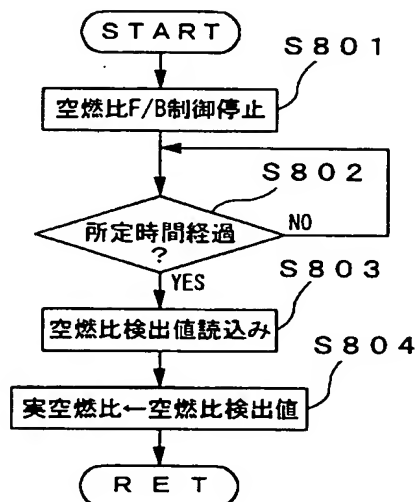 START
S801
空燃比F/B制御停止
S802
所定時間経過
?
NO
YES
S803
空燃比検出値読込み
S804
実空燃比←空燃比検出値
RET